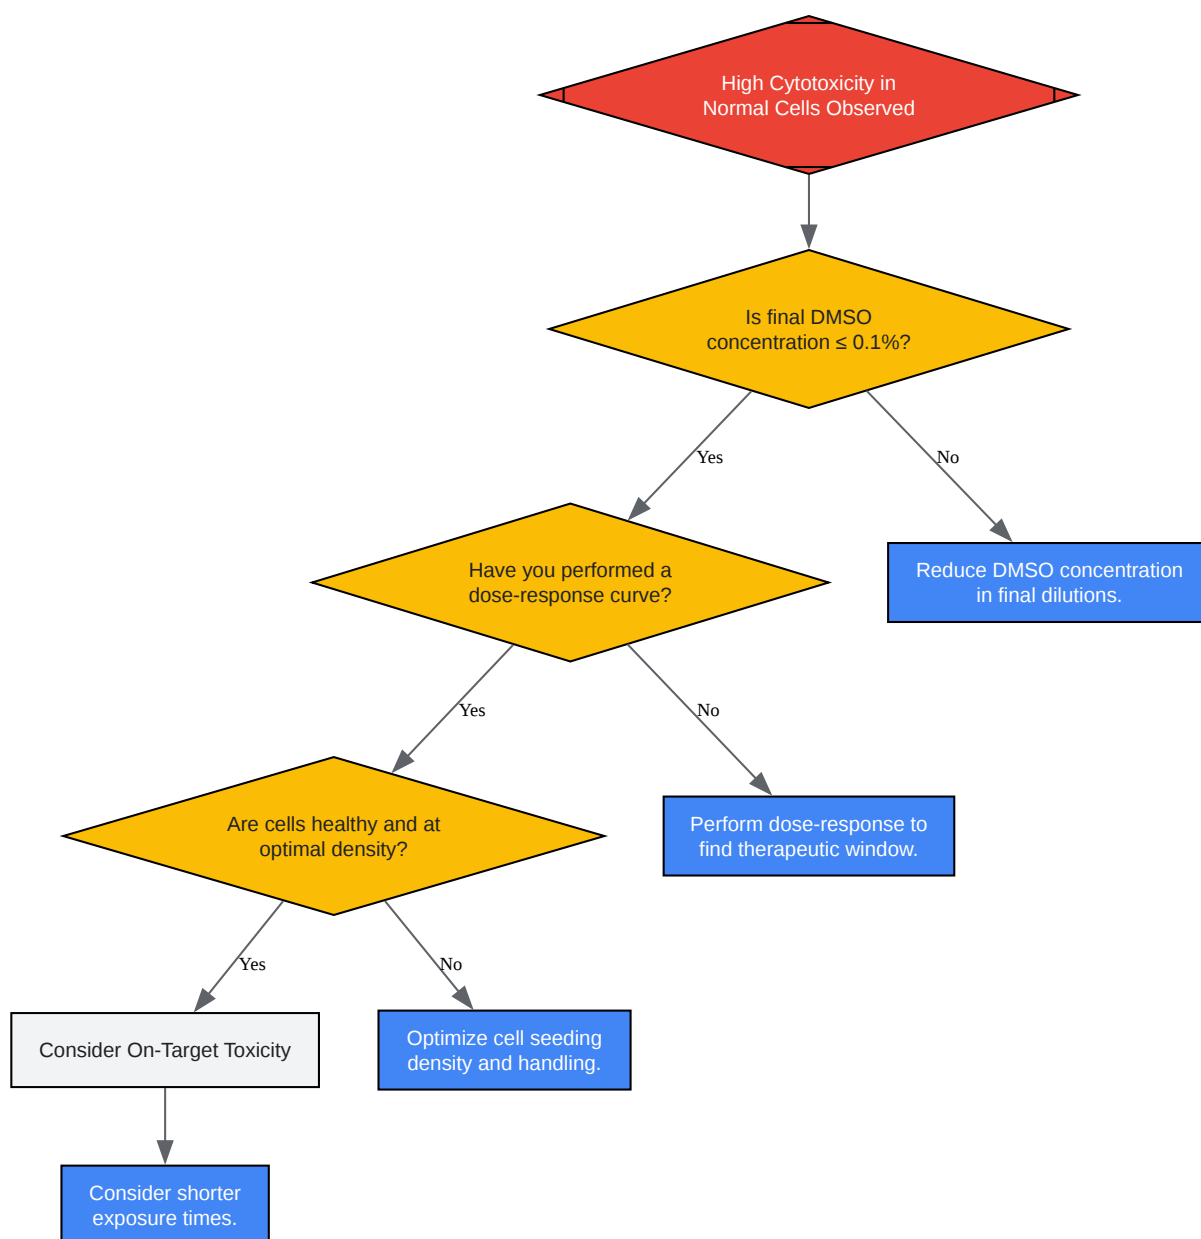 High Cytotoxicity in
Normal Cells Observed
Is final DMSO
concentration ≤ 0.1%?
Yes
No
Have you performed a
dose-response curve?
Reduce DMSO concentration
in final dilutions.
Yes
No
Are cells healthy and at
optimal density?
Perform dose-response to
find therapeutic window.
Yes
No
Consider On-Target Toxicity
Optimize cell seeding
density and handling.
Consider shorter
exposure times.